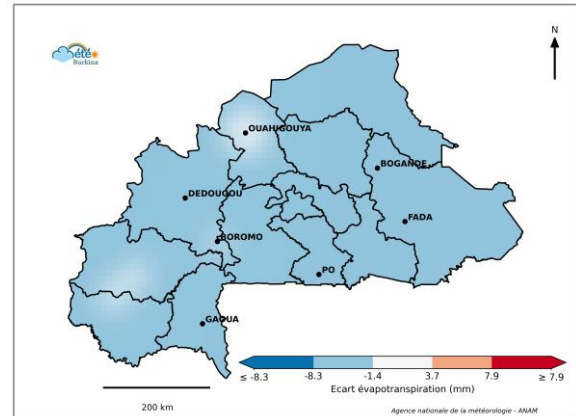 Météo
Burkina
N
OUAHIGOUYA
BOGANDE
DEDOUGOU
FADA
BOROMO
PO
GAOUA
≤ -8.3 -8.3 -1.4 3.7 7.9 ≥ 7.9
Ecart évapotranspiration (mm)
200 km
Agence nationale de la météorologie - ANAM